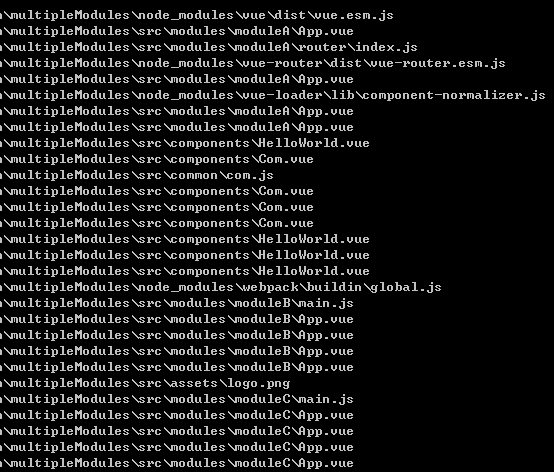 n\multipleModules\node_modules\vue\dist\vue.esm.js
n\multipleModules\src\modules\moduleA\App.vue
n\multipleModules\src\modules\moduleA\router\index.js
n\multipleModules\node_modules\vue-router\dist\vue-router.esm.js
n\multipleModules\src\modules\moduleA\App.vue
n\multipleModules\node_modules\vue-loader\lib\component-normalizer.js
n\multipleModules\src\modules\moduleA\App.vue
n\multipleModules\src\modules\moduleA\App.vue
n\multipleModules\src\components\HelloWorld.vue
n\multipleModules\src\components\Com.vue
n\multipleModules\src\common\com.js
n\multipleModules\src\components\Com.vue
n\multipleModules\src\components\Com.vue
n\multipleModules\src\components\Com.vue
n\multipleModules\src\components\HelloWorld.vue
n\multipleModules\src\components\HelloWorld.vue
n\multipleModules\src\components\HelloWorld.vue
n\multipleModules\node_modules\webpack\buildin\global.js
n\multipleModules\src\modules\moduleB\main.js
n\multipleModules\src\modules\moduleB\App.vue
n\multipleModules\src\modules\moduleB\App.vue
n\multipleModules\src\modules\moduleB\App.vue
n\multipleModules\src\modules\moduleB\App.vue
n\multipleModules\src\assets\logo.png
n\multipleModules\src\modules\moduleC\main.js
n\multipleModules\src\modules\moduleC\App.vue
n\multipleModules\src\modules\moduleC\App.vue
n\multipleModules\src\modules\moduleC\App.vue
n\multipleModules\src\modules\moduleC\App.vue